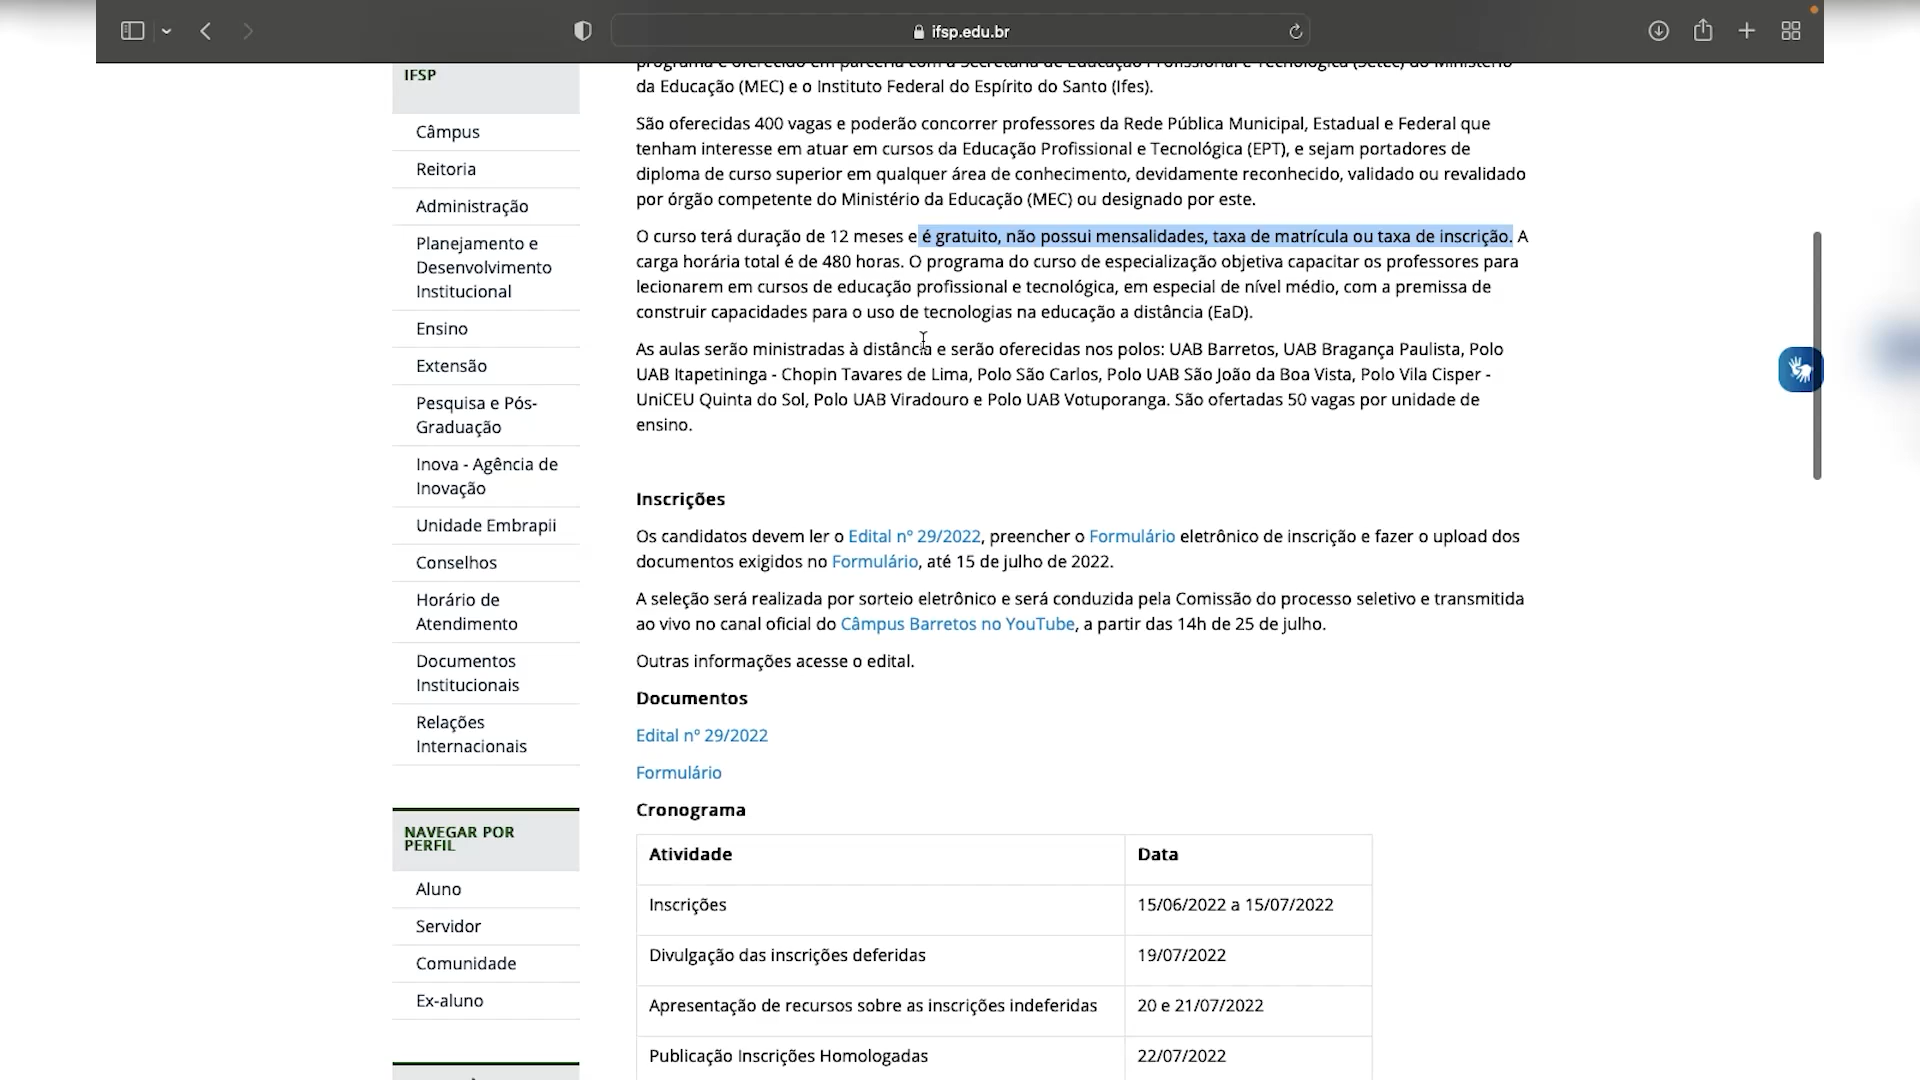 ifsp.edu.br
IFSP
Câmpus
Reitoria
Administração
Planejamento e
Desenvolvimento
Institucional
Ensino
Extensão
Pesquisa e Pós-
Graduação
Inova - Agência de
Inovação
Unidade Embrapii
Conselhos
Horário de
Atendimento
Documentos
Institucionais
Relações
Internacionais
NAVEGAR POR
PERFIL
Aluno
Servidor
Comunidade
Ex-aluno
programa é oferecido em parceria com a Secretaria de Educação Profissional e Tecnológica (Setec) do Ministério
da Educação (MEC) e o Instituto Federal do Espírito do Santo (Ifes).
São oferecidas 400 vagas e poderão concorrer professores da Rede Pública Municipal, Estadual e Federal que
tenham interesse em atuar em cursos da Educação Profissional e Tecnológica (EPT), e sejam portadores de
diploma de curso superior em qualquer área de conhecimento, devidamente reconhecido, validado ou revalidado
por órgão competente do Ministério da Educação (MEC) ou designado por este.
O curso terá duração de 12 meses e é gratuito, não possui mensalidades, taxa de matrícula ou taxa de inscrição. A
carga horária total é de 480 horas. O programa do curso de especialização objetiva capacitar os professores para
lecionarem em cursos de educação profissional e tecnológica, em especial de nível médio, com a premissa de
construir capacidades para o uso de tecnologias na educação a distância (EaD).
As aulas serão ministradas à distância e serão oferecidas nos polos: UAB Barretos, UAB Bragança Paulista, Polo
UAB Itapetininga - Chopin Tavares de Lima, Polo São Carlos, Polo UAB São João da Boa Vista, Polo Vila Cisper -
UniCEU Quinta do Sol, Polo UAB Viradouro e Polo UAB Votuporanga. São ofertadas 50 vagas por unidade de
ensino.
Inscrições
Os candidatos devem ler o Edital nº 29/2022, preencher o Formulário eletrônico de inscrição e fazer o upload dos
documentos exigidos no Formulário, até 15 de julho de 2022.
A seleção será realizada por sorteio eletrônico e será conduzida pela Comissão do processo seletivo e transmitida
ao vivo no canal oficial do Câmpus Barretos no YouTube, a partir das 14h de 25 de julho.
Outras informações acesse o edital.
Documentos
Edital nº 29/2022
Formulário
Cronograma
Atividade Data
Inscrições 15/06/2022 a 15/07/2022
Divulgação das inscrições deferidas 19/07/2022
Apresentação de recursos sobre as inscrições indeferidas 20 e 21/07/2022
Publicação Inscrições Homologadas 22/07/2022